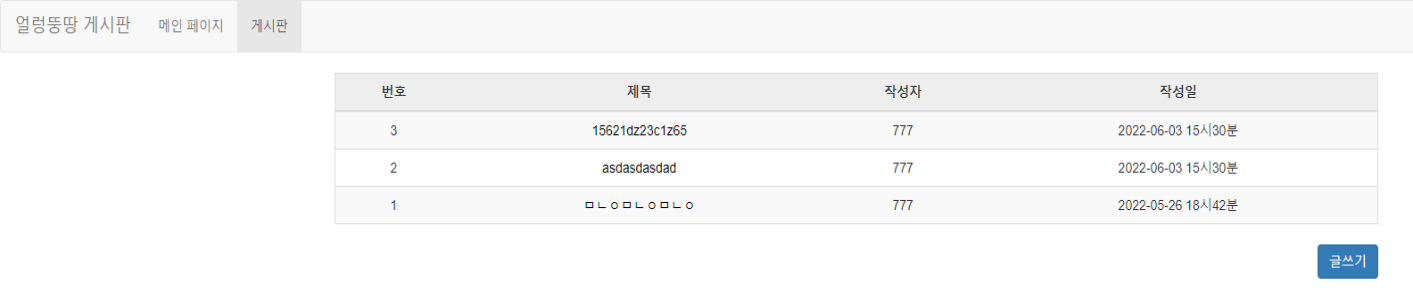 얼렁뚱땅 게시판 메인 페이지 게시판
번호 제목 작성자 작성일
3 15621dz23c1z65 777 2022-06-03 15시30분
2 asdasdasdad 777 2022-06-03 15시30분
1 ㅁㄴㅇㅁㄴㅇㅁㄴㅇ 777 2022-05-26 18시42분
글쓰기